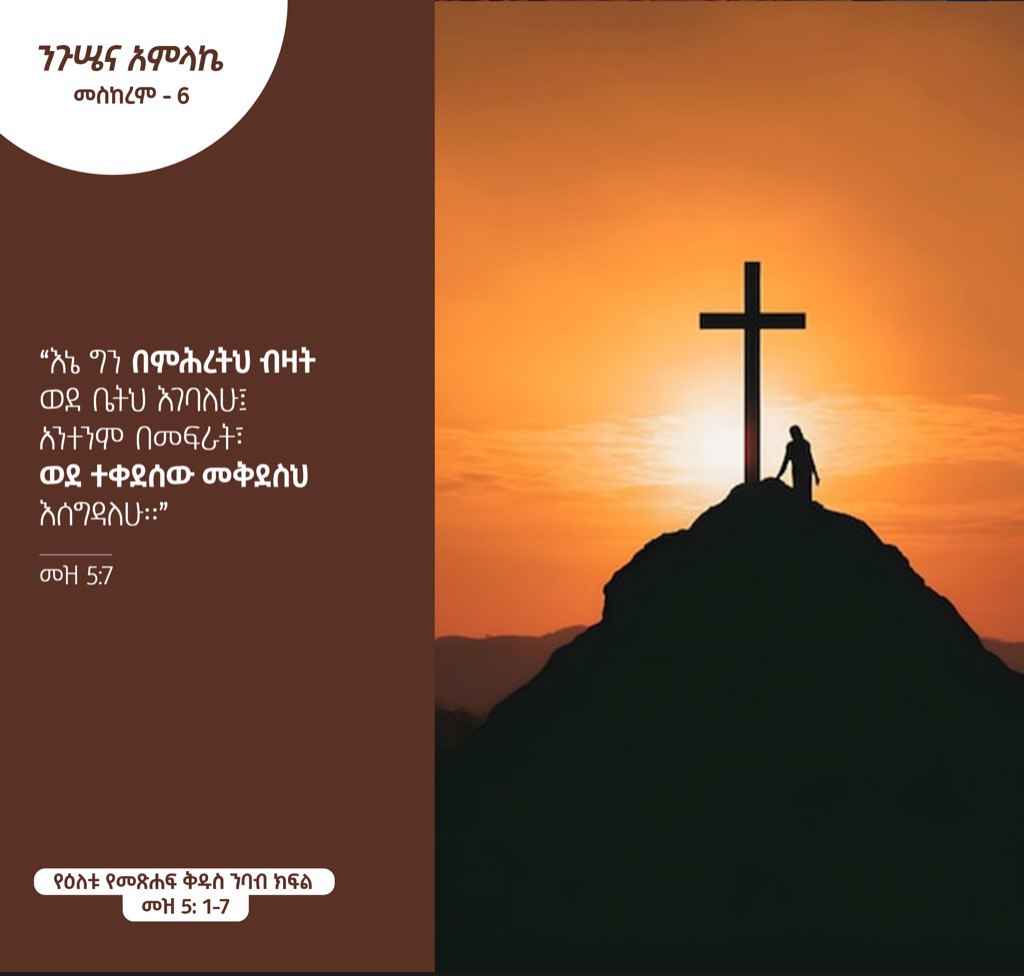 ንጉሤና አምላኬ
መስከረም - 6
“እኔ ግን በምሕረትህ ብዛት
ወደ ቤትህ እገባለሁ፤
አንተንም በመፍራት፣
ወደ ተቀደሰው መቅደስህ
እሰግዳለሁ።”
መዝ 5:7
የዕለቱ የመጽሐፍ ቅዱስ ንባብ ክፍል
መዝ 5: 1-7